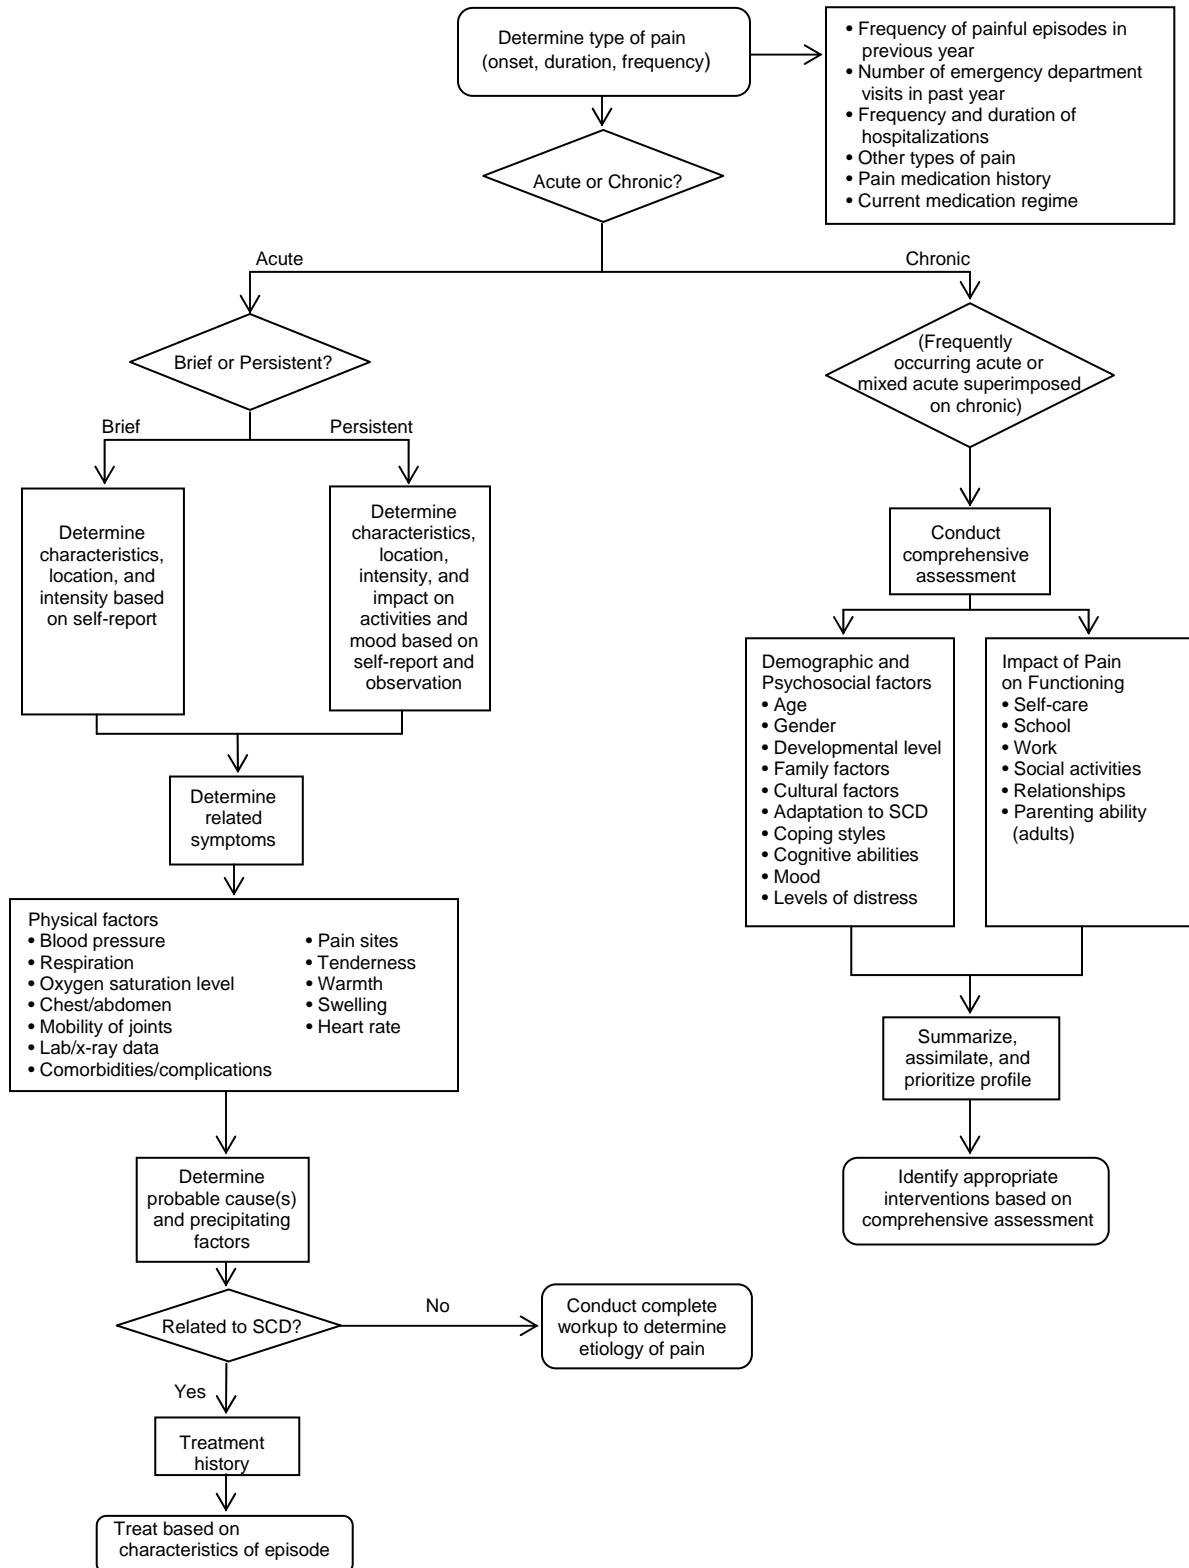 Determine type of pain
(onset, duration, frequency)
• Frequency of painful episodes in
previous year
• Number of emergency department
visits in past year
• Frequency and duration of
hospitalizations
• Other types of pain
• Pain medication history
• Current medication regime
Acute or Chronic?
Acute
Chronic
Brief or Persistent?
Brief
Persistent
Determine
characteristics,
location, and
intensity based
on self-report
Determine
characteristics,
location,
intensity, and
impact on
activities and
mood based on
self-report and
observation
Determine
related
symptoms
Physical factors
• Blood pressure
• Respiration
• Oxygen saturation level
• Chest/abdomen
• Mobility of joints
• Lab/x-ray data
• Comorbidities/complications
• Pain sites
• Tenderness
• Warmth
• Swelling
• Heart rate
Determine
probable cause(s)
and precipitating
factors
Related to SCD?
No
Conduct complete
workup to determine
etiology of pain
Yes
Treatment
history
Treat based on
characteristics of episode
(Frequently
occurring acute or
mixed acute superimposed
on chronic)
Conduct
comprehensive
assessment
Demographic and
Psychosocial factors
• Age
• Gender
• Developmental level
• Family factors
• Cultural factors
• Adaptation to SCD
• Coping styles
• Cognitive abilities
• Mood
• Levels of distress
Impact of Pain
on Functioning
• Self-care
• School
• Work
• Social activities
• Relationships
• Parenting ability
(adults)
Summarize,
assimilate, and
prioritize profile
Identify appropriate
interventions based on
comprehensive assessment